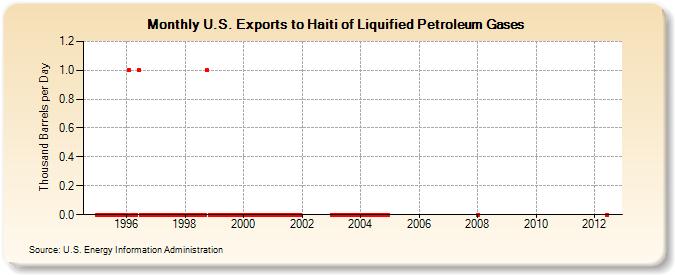 Monthly U.S. Exports to Haiti of Liquified Petroleum Gases
Thousand Barrels per Day
1.2
1.0
0.8
0.6
0.4
0.2
0.0
1996 1998 2000 2002 2004 2006 2008 2010 2012
Source: U.S. Energy Information Administration